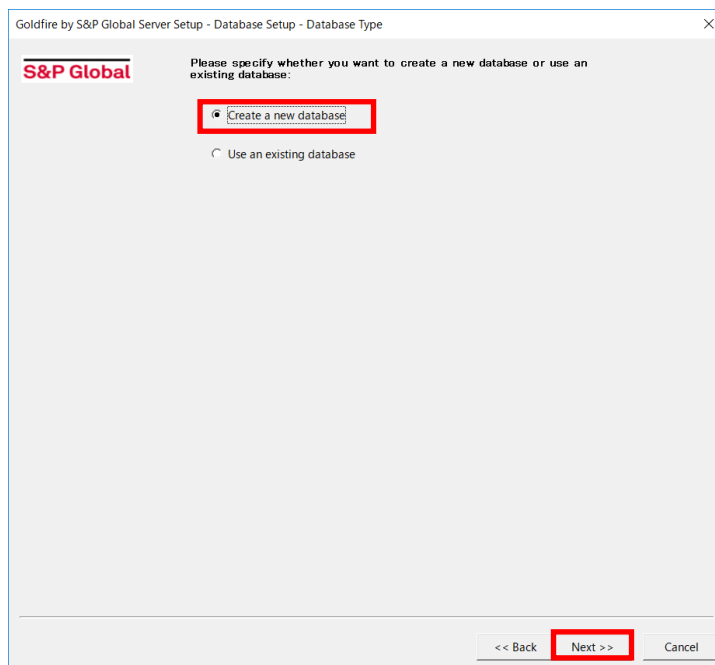 Goldfire by S&P Global Server Setup - Database Setup - Database Type
S&P Global
Please specify whether you want to create a new database or use an
existing database:
Create a new database
Use an existing database
<< Back
Next >>
Cancel